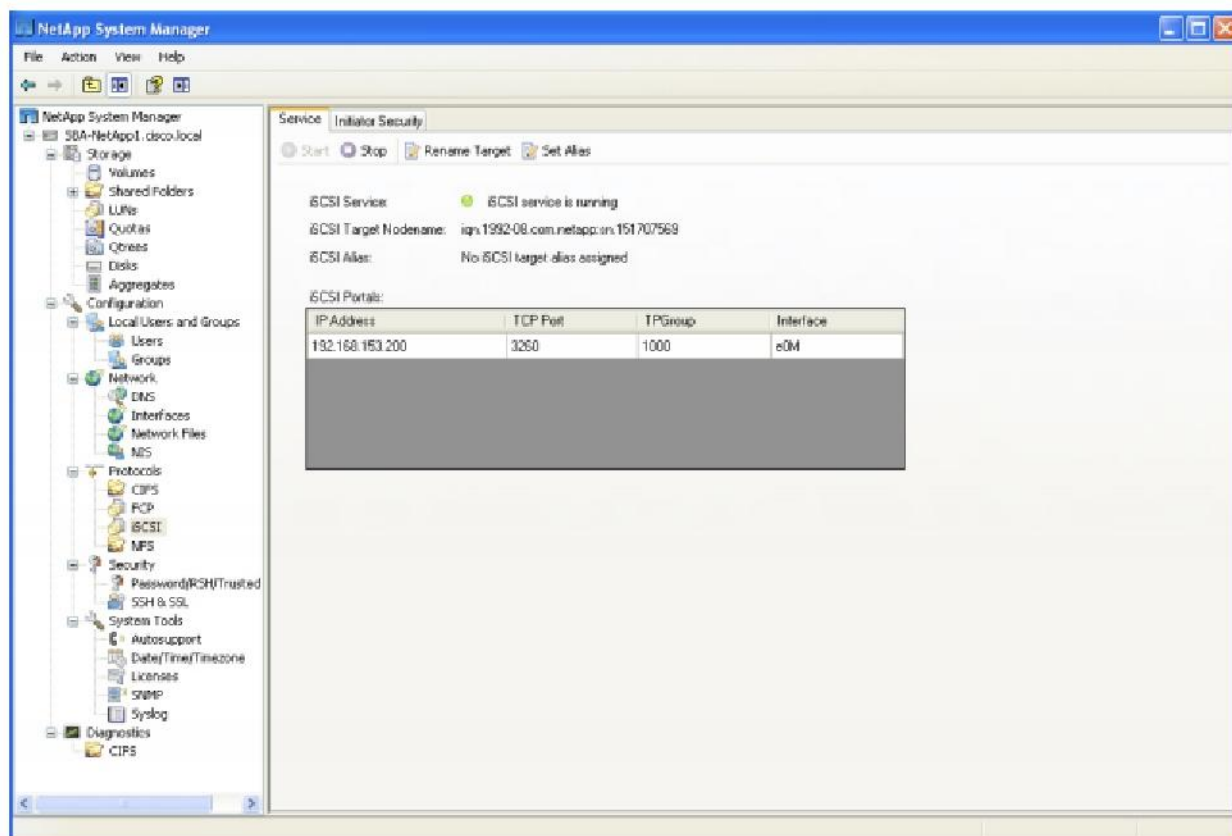 NetApp System Manager
File Action View Help
NetApp System Manager
SBA-NetApp1.cisco.local
Storage
Volumes
Shared Folders
LUNs
Quotas
Qtrees
Disks
Aggregates
Configuration
Local Users and Groups
Users
Groups
Network
DNS
Interfaces
Network Files
NIS
Protocols
CIFS
FCP
iSCSI
NFS
Security
Password/RSH/Trusted
SSH & SSL
System Tools
Autosupport
Date/Time/Timezone
Licenses
SNMP
Syslog
Diagnostics
CIFS
Service Initiator Security
Start Stop Rename Target Set Alias
iSCSI Service: iSCSI service is running
iSCSI Target Nodename: iqn.1992-08.com.netapp:sn.151707569
iSCSI Alias: No iSCSI target alias assigned
iSCSI Portals:
IP Address TCP Port TPGroup Interface
192.168.153.200 3260 1000 e0M